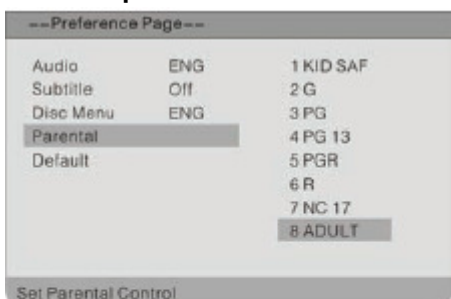 --Preference Page--
Audio ENG 1 KID SAF
Subtitle Off 2 G
Disc Menu ENG 3 PG
Parental 4 PG 13
Default 5 PGR
6 R
7 NC 17
8 ADULT
Set Parental Control